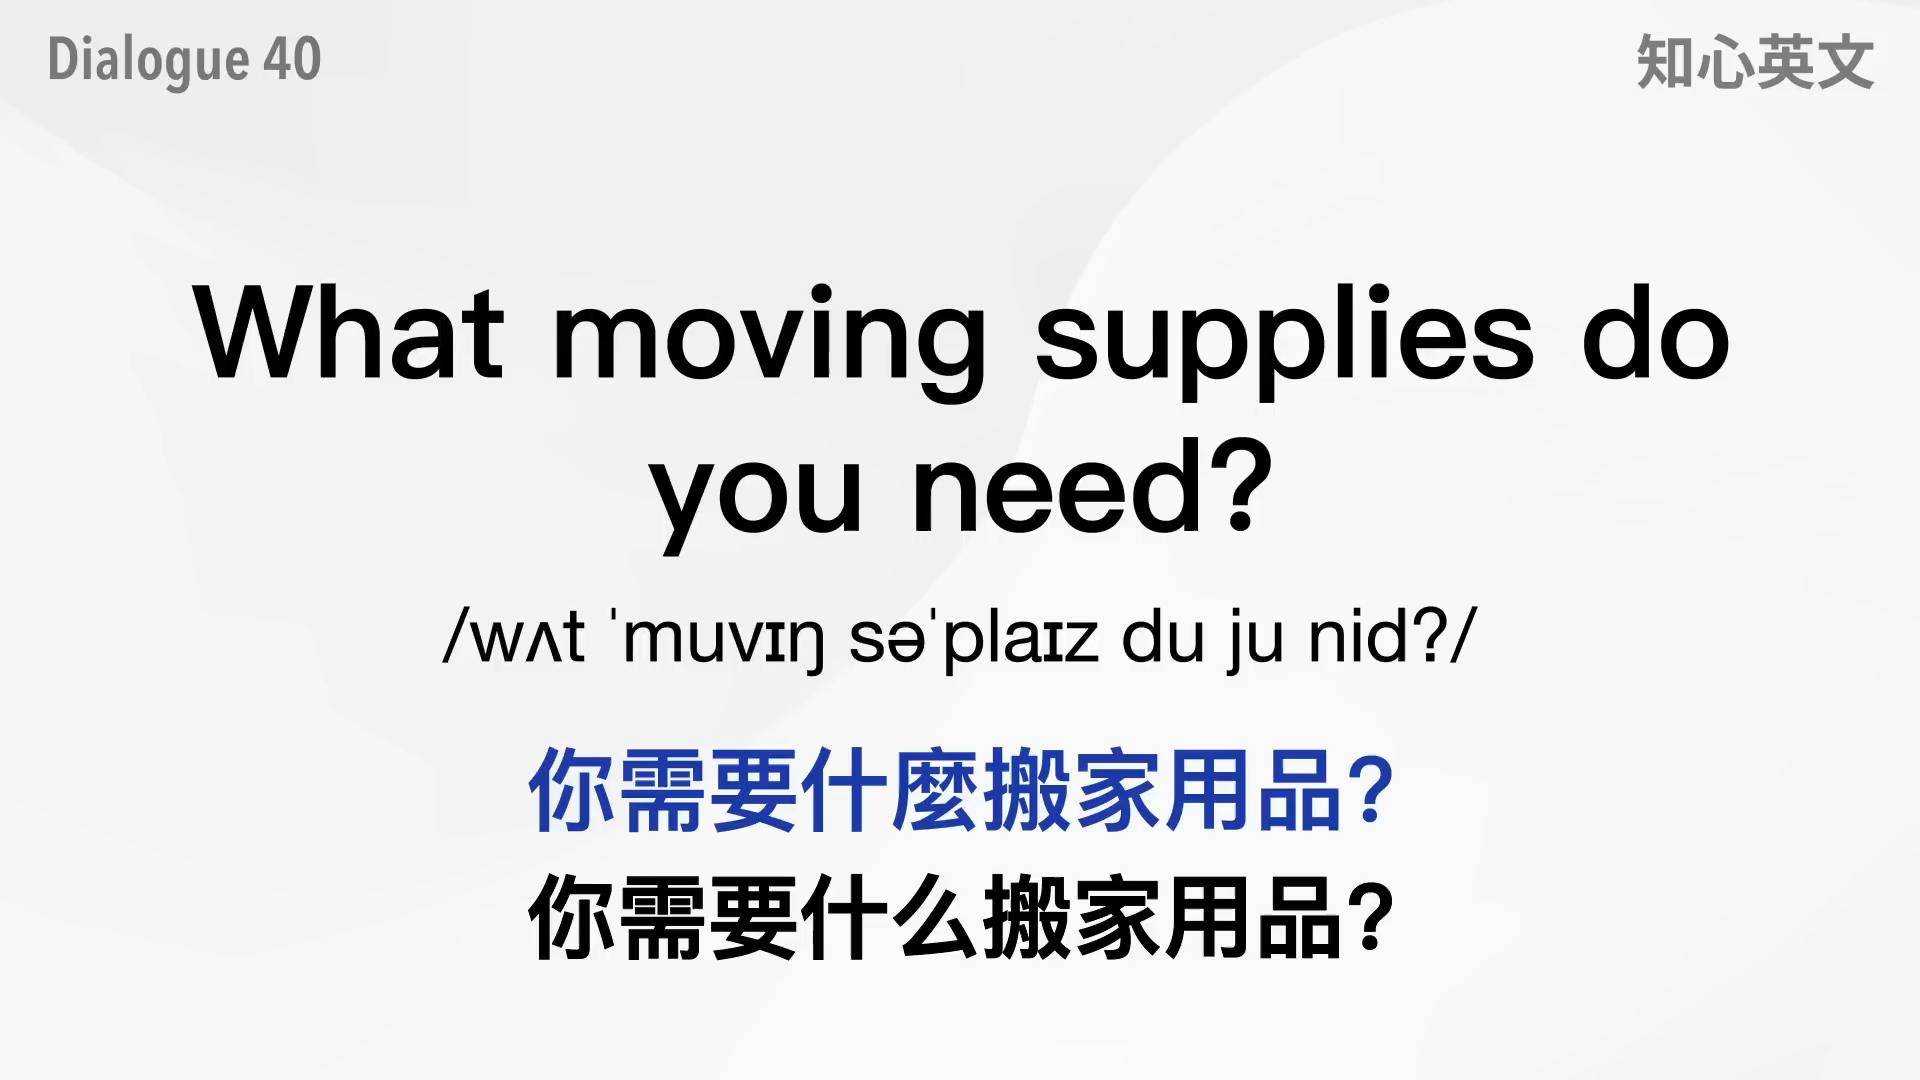 Dialogue 40
知心英文
What moving supplies do
you need?
/wʌt ˈmuvɪŋ səˈplaɪz du ju nid?/
你需要什麼搬家用品?
你需要什么搬家用品?